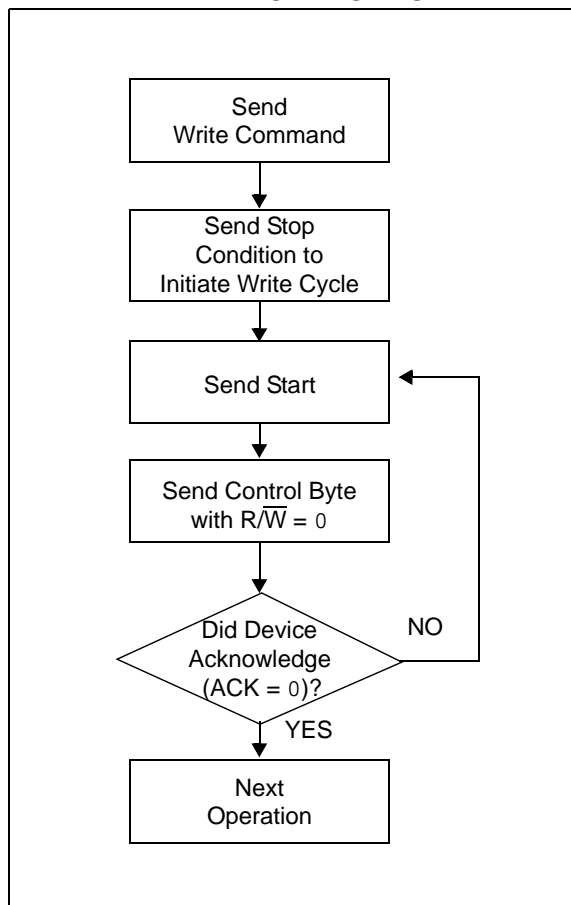 Send
Write Command
Send Stop
Condition to
Initiate Write Cycle
Send Start
Send Control Byte
with R/W̅ = 0
Did Device
Acknowledge
(ACK = 0)?
NO
YES
Next
Operation